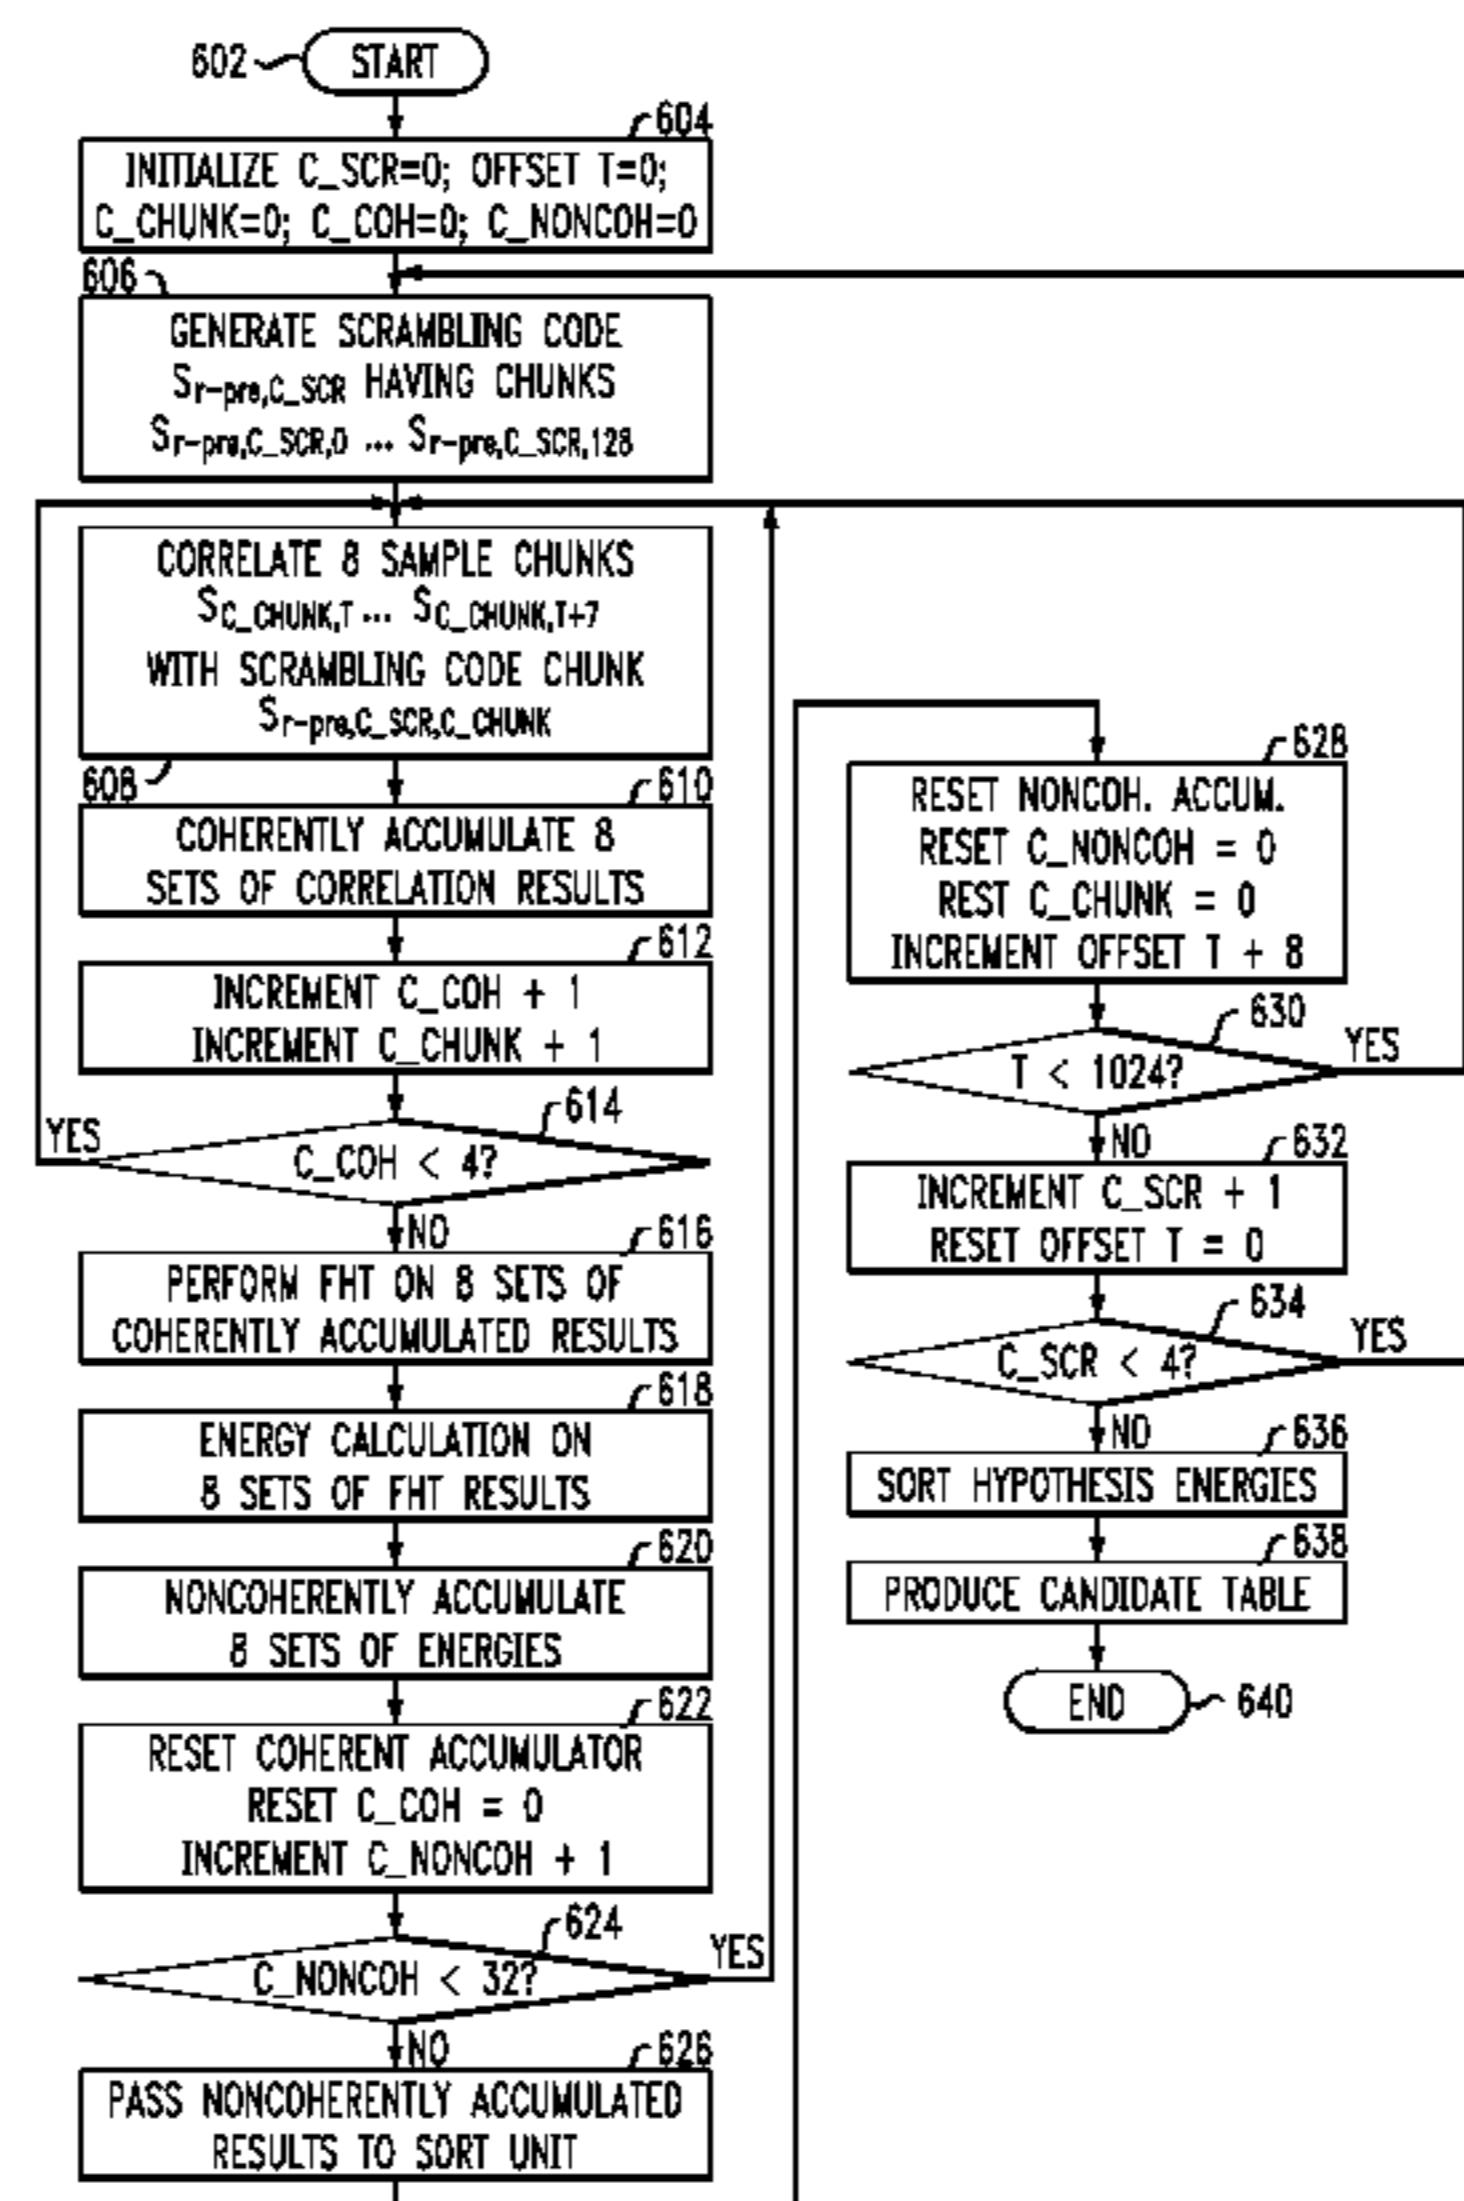 602
START
604
INITIALIZE C_SCR=0; OFFSET T=0;
C_CHUNK=0; C_COH=0; C_NONCOH=0
606
GENERATE SCRAMBLING CODE
Sr-pre,C_SCR HAVING CHUNKS
Sr-pre,C_SCR,0 ... Sr-pre,C_SCR,128
CORRELATE 8 SAMPLE CHUNKS
SC_CHUNK,T ... SC_CHUNK,T+7
WITH SCRAMBLING CODE CHUNK
Sr-pre,C_SCR,C_CHUNK
608
610
COHERENTLY ACCUMULATE 8
SETS OF CORRELATION RESULTS
612
INCREMENT C_COH + 1
INCREMENT C_CHUNK + 1
614
YES
C_COH < 4?
NO
616
PERFORM FHT ON 8 SETS OF
COHERENTLY ACCUMULATED RESULTS
618
ENERGY CALCULATION ON
8 SETS OF FHT RESULTS
620
NONCOHERENTLY ACCUMULATE
8 SETS OF ENERGIES
622
RESET COHERENT ACCUMULATOR
RESET C_COH = 0
INCREMENT C_NONCOH + 1
624
YES
C_NONCOH < 32?
NO
626
PASS NONCOHERENTLY ACCUMULATED
RESULTS TO SORT UNIT
628
RESET NONCOH. ACCUM.
RESET C_NONCOH = 0
REST C_CHUNK = 0
INCREMENT OFFSET T + 8
630
YES
T < 1024?
NO
632
INCREMENT C_SCR + 1
RESET OFFSET T = 0
634
YES
C_SCR < 4?
NO
636
SORT HYPOTHESIS ENERGIES
638
PRODUCE CANDIDATE TABLE
END
640